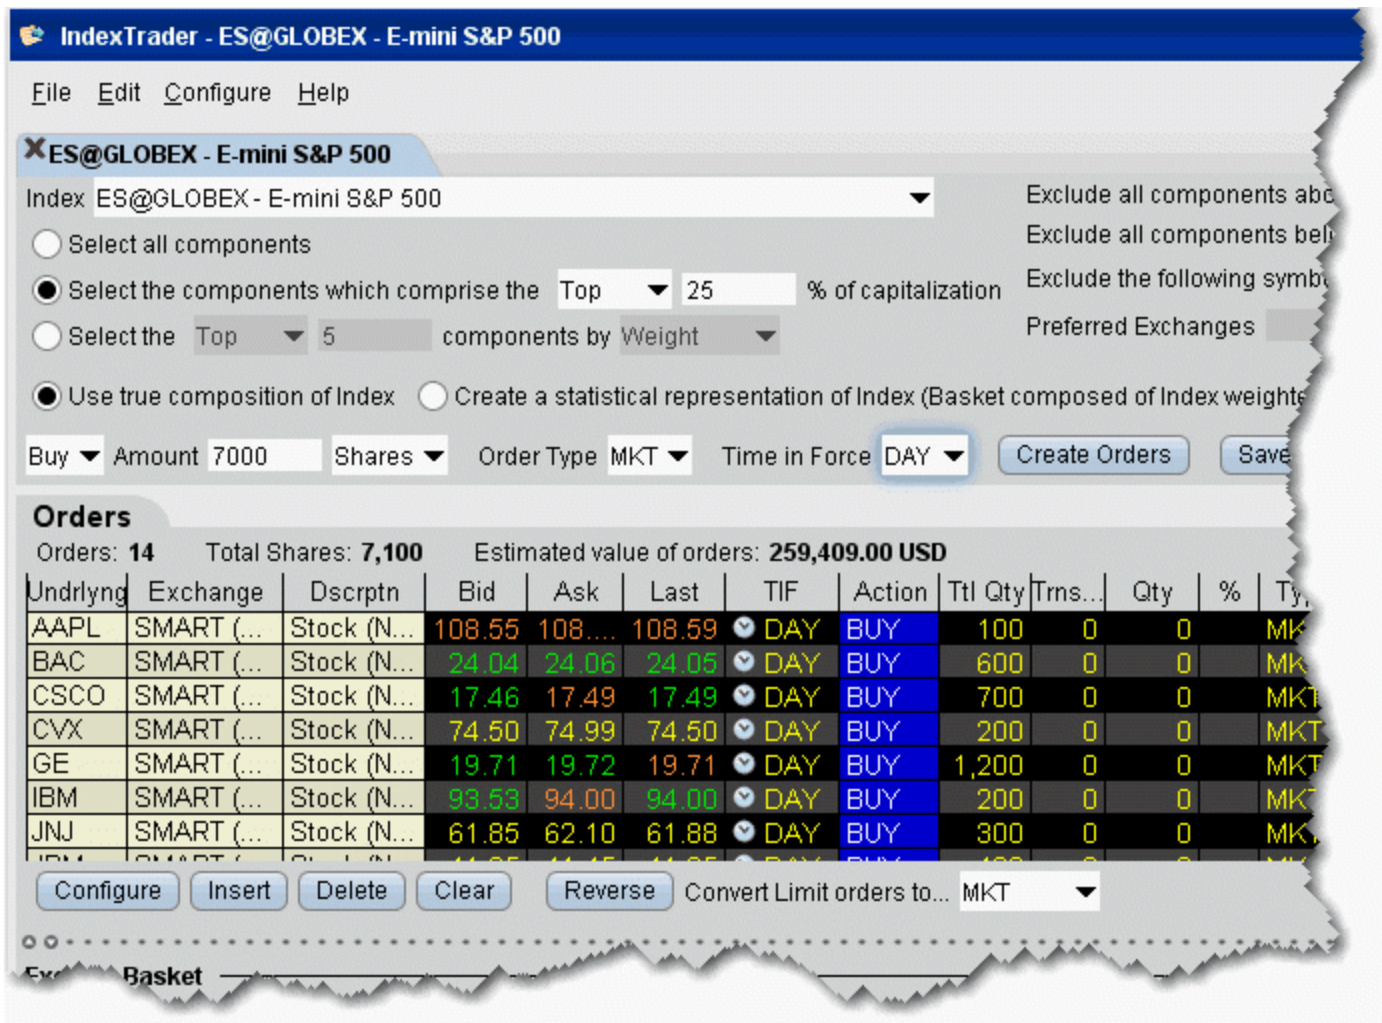 IndexTrader - ES@GLOBEX - E-mini S&P 500
File Edit Configure Help
ES@GLOBEX - E-mini S&P 500
Index ES@GLOBEX - E-mini S&P 500
Exclude all components abo
Select all components
Exclude all components bel
Select the components which comprise the Top 25 % of capitalization
Exclude the following symb
Select the Top 5 components by Weight
Preferred Exchanges
Use true composition of Index Create a statistical representation of Index (Basket composed of Index weighte
Buy Amount 7000 Shares Order Type MKT Time in Force DAY Create Orders Save
Orders
Orders: 14 Total Shares: 7,100 Estimated value of orders: 259,409.00 USD
Undrlyng Exchange Dscrptn Bid Ask Last TIF Action Ttl Qty Trns... Qty %
AAPL SMART (... Stock (N... 108.55 108.... 108.59 DAY BUY 100 0 0 MK
BAC SMART (... Stock (N... 24.04 24.06 24.05 DAY BUY 600 0 0 MK
CSCO SMART (... Stock (N... 17.46 17.49 17.49 DAY BUY 700 0 0 MKT
CVX SMART (... Stock (N... 74.50 74.99 74.50 DAY BUY 200 0 0 MKT
GE SMART (... Stock (N... 19.71 19.72 19.71 DAY BUY 1,200 0 0 MKT
IBM SMART (... Stock (N... 93.53 94.00 94.00 DAY BUY 200 0 0 MK
JNJ SMART (... Stock (N... 61.85 62.10 61.88 DAY BUY 300 0 0 MKT
Configure Insert Delete Clear Reverse Convert Limit orders to... MKT
Basket